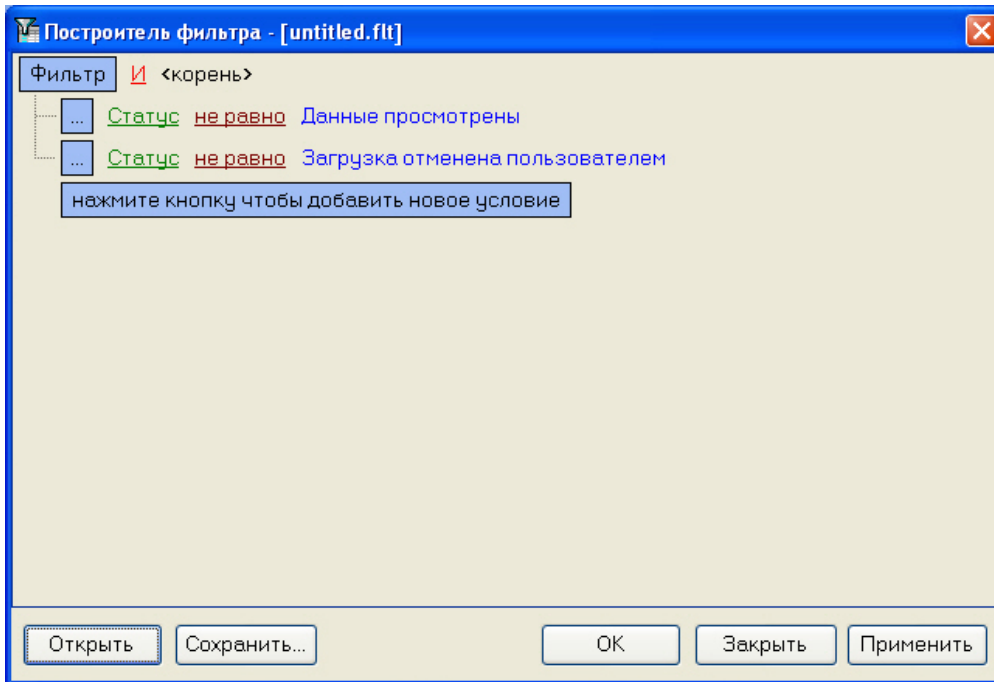 Построитель фильтра - [untitled.flt]
Фильтр И <корень>
... Статус не равно Данные просмотрены
... Статус не равно Загрузка отменена пользователем
нажмите кнопку чтобы добавить новое условие
Открыть Сохранить... ОК Закрыть Применить